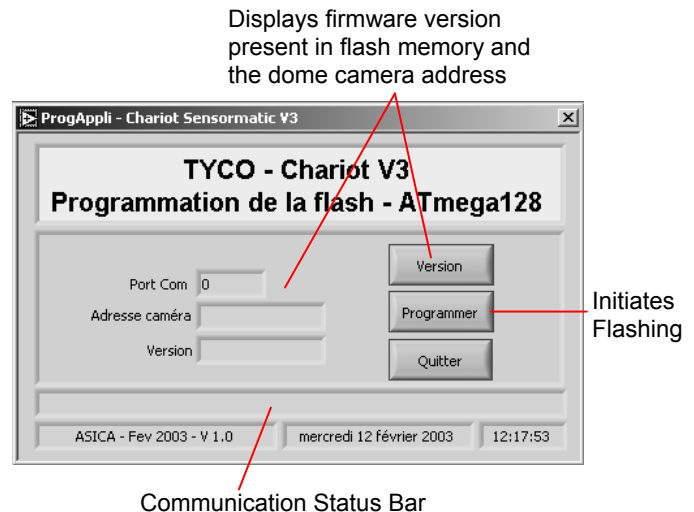 Displays firmware version
present in flash memory and
the dome camera address
ProgAppli - Chariot Sensormatic V3
TYCO - Chariot V3
Programmation de la flash - ATmega128
Version
Port Com 0
Adresse caméra
Programmer
Initiates
Flashing
Version
Quitter
ASICA - Fev 2003 - V 1.0 mercredi 12 février 2003 12:17:53
Communication Status Bar